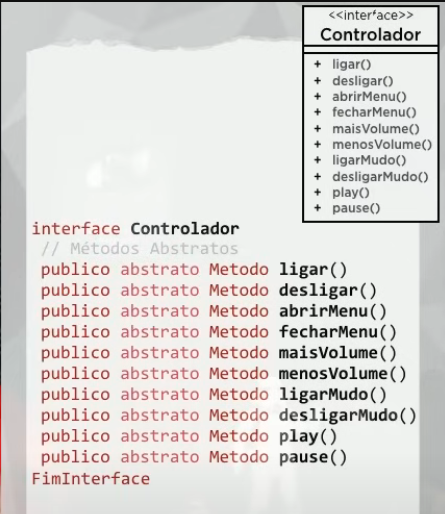 <<interface>>
Controlador
+ ligar()
+ desligar()
+ abrirMenu()
+ fecharMenu()
+ maisVolume()
+ menosVolume()
+ ligarMudo()
+ desligarMudo()
+ play()
+ pause()
interface Controlador
// Métodos Abstratos
publico abstrato Metodo ligar()
publico abstrato Metodo desligar()
publico abstrato Metodo abrirMenu()
publico abstrato Metodo fecharMenu()
publico abstrato Metodo maisVolume()
publico abstrato Metodo menosVolume()
publico abstrato Metodo ligarMudo()
publico abstrato Metodo desligarMudo()
publico abstrato Metodo play()
publico abstrato Metodo pause()
FimInterface